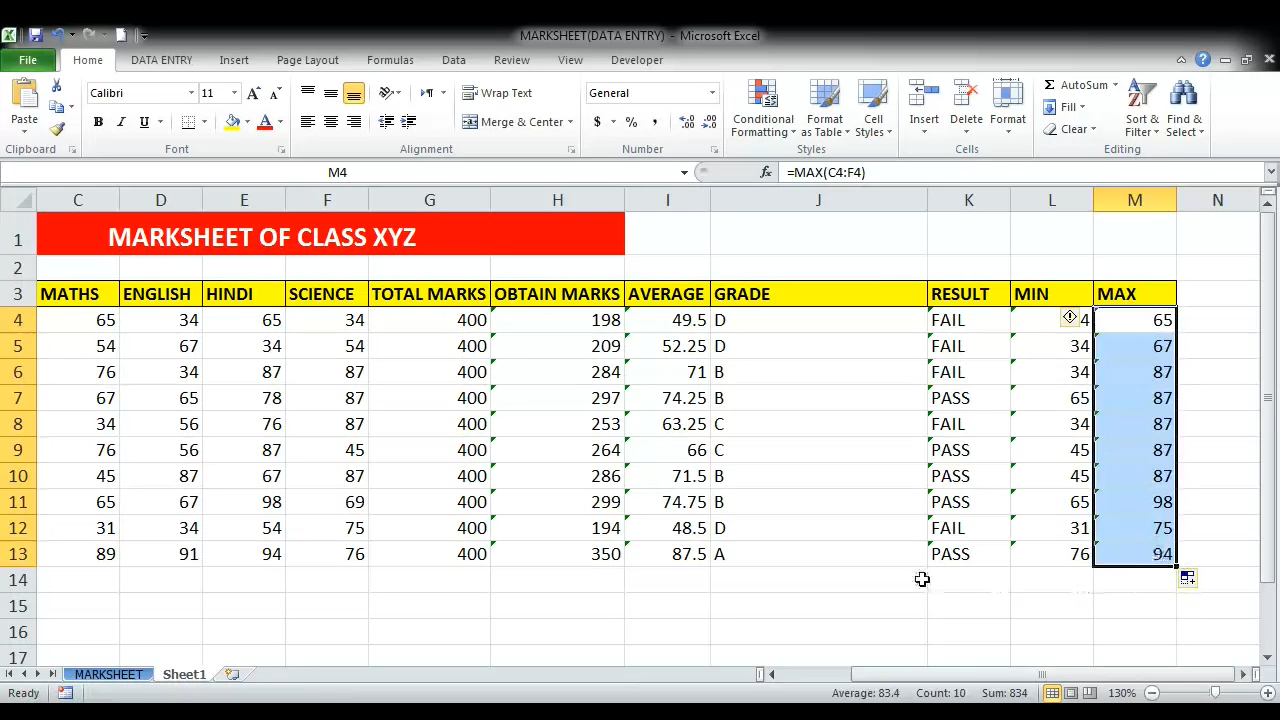 MARKSHEET(DATA ENTRY) - Microsoft Excel
File Home DATA ENTRY Insert Page Layout Formulas Data Review View Developer
Calibri 11 Wrap Text General AutoSum
Paste Merge & Center Conditional Formatting Format as Table Cell Styles Insert Delete Format Fill Clear Sort & Filter Find & Select
Clipboard Font Alignment Number Styles Cells Editing
M4 fx =MAX(C4:F4)
C D E F G H I J K L M N
1 MARKSHEET OF CLASS XYZ
2
3 MATHS ENGLISH HINDI SCIENCE TOTAL MARKS OBTAIN MARKS AVERAGE GRADE RESULT MIN MAX
4 65 34 65 34 400 198 49.5 D FAIL 4 65
5 54 67 34 54 400 209 52.25 D FAIL 34 67
6 76 34 87 87 400 284 71 B FAIL 34 87
7 67 65 78 87 400 297 74.25 B PASS 65 87
8 34 56 76 87 400 253 63.25 C FAIL 34 87
9 76 56 87 45 400 264 66 C PASS 45 87
10 45 87 67 87 400 286 71.5 B PASS 45 87
11 65 67 98 69 400 299 74.75 B PASS 65 98
12 31 34 54 75 400 194 48.5 D FAIL 31 75
13 89 91 94 76 400 350 87.5 A PASS 76 94
14
15
16
17
MARKSHEET Sheet1
Ready Average: 83.4 Count: 10 Sum: 834 130%